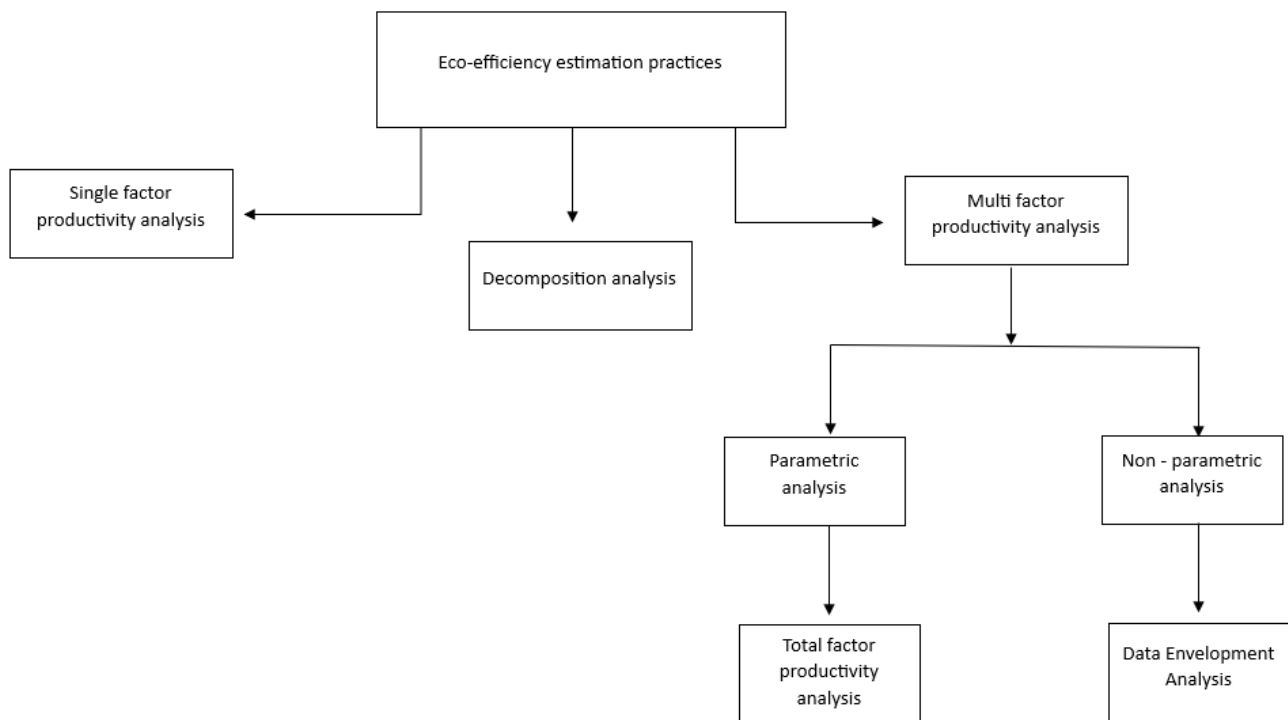 Eco-efficiency estimation practices
Single factor
productivity analysis
Decomposition analysis
Multi factor
productivity analysis
Parametric
analysis
Non - parametric
analysis
Total factor
productivity
analysis
Data Envelopment
Analysis